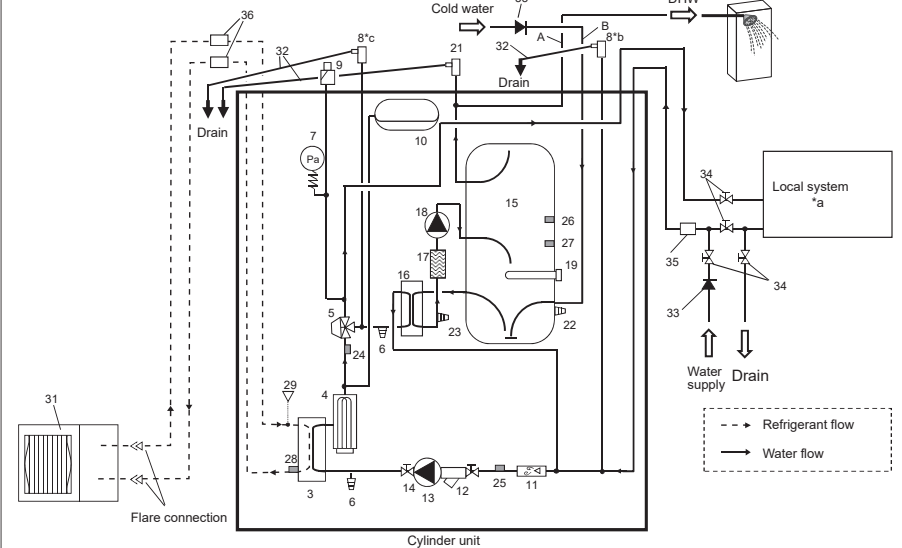 DHW
Cold water
B
A
36
8*c
21
32
8*b
32
9
Drain
Drain
7
10
Pa
34
Local system
*a
15
18
26
17
27
19
35
16
34
5
33
23
22
6
24
Water
supply
Drain
29
4
31
Refrigerant flow
28
Water flow
14
25
11
3
6
13
12
Flare connection
Cylinder unit